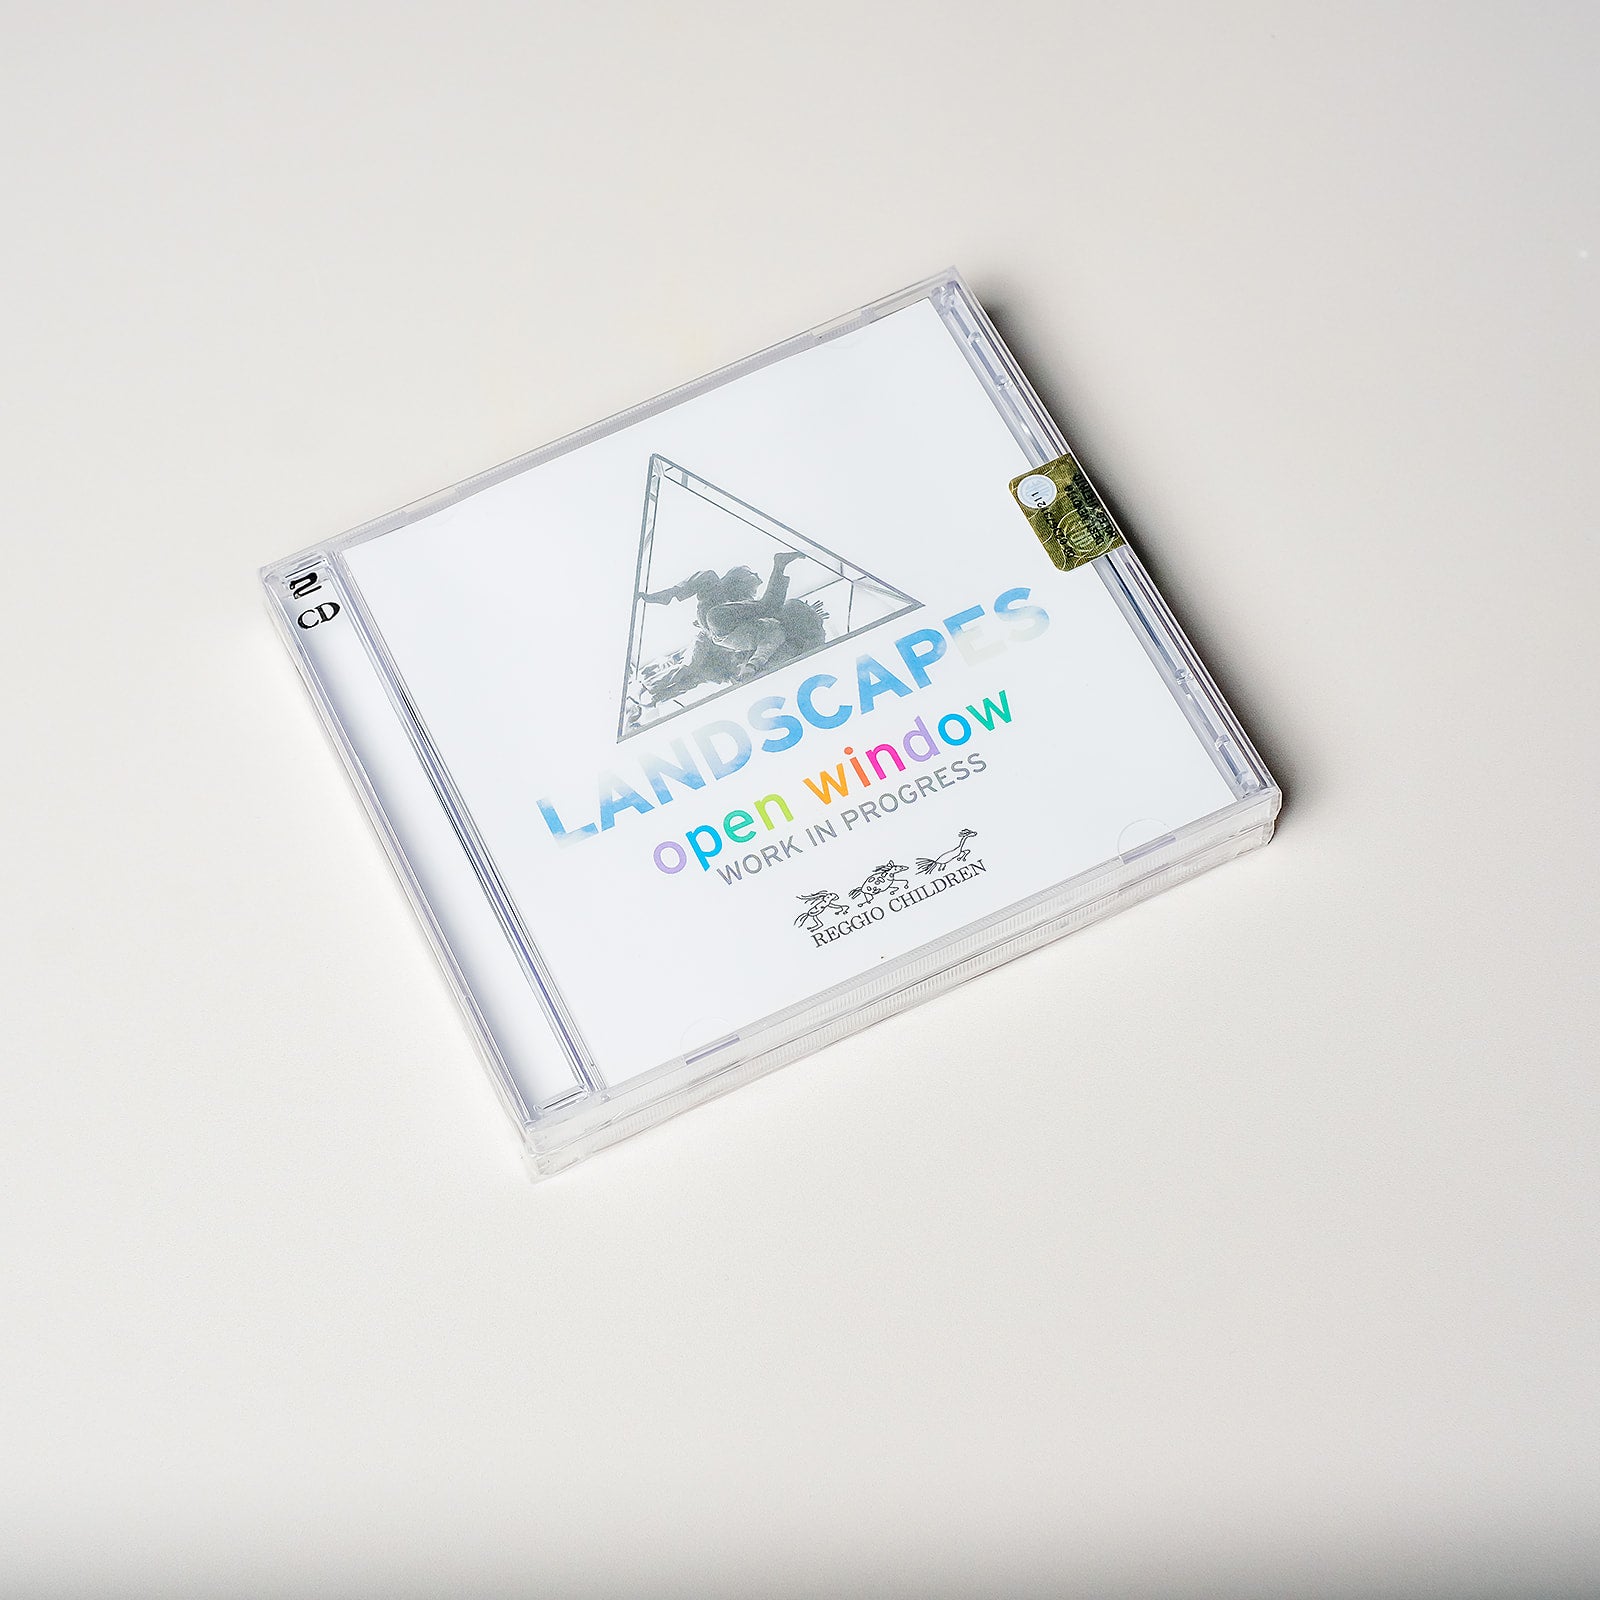 2
CD
LANDSCAPES
open window
WORK IN PROGRESS
REGGIO CHILDREN